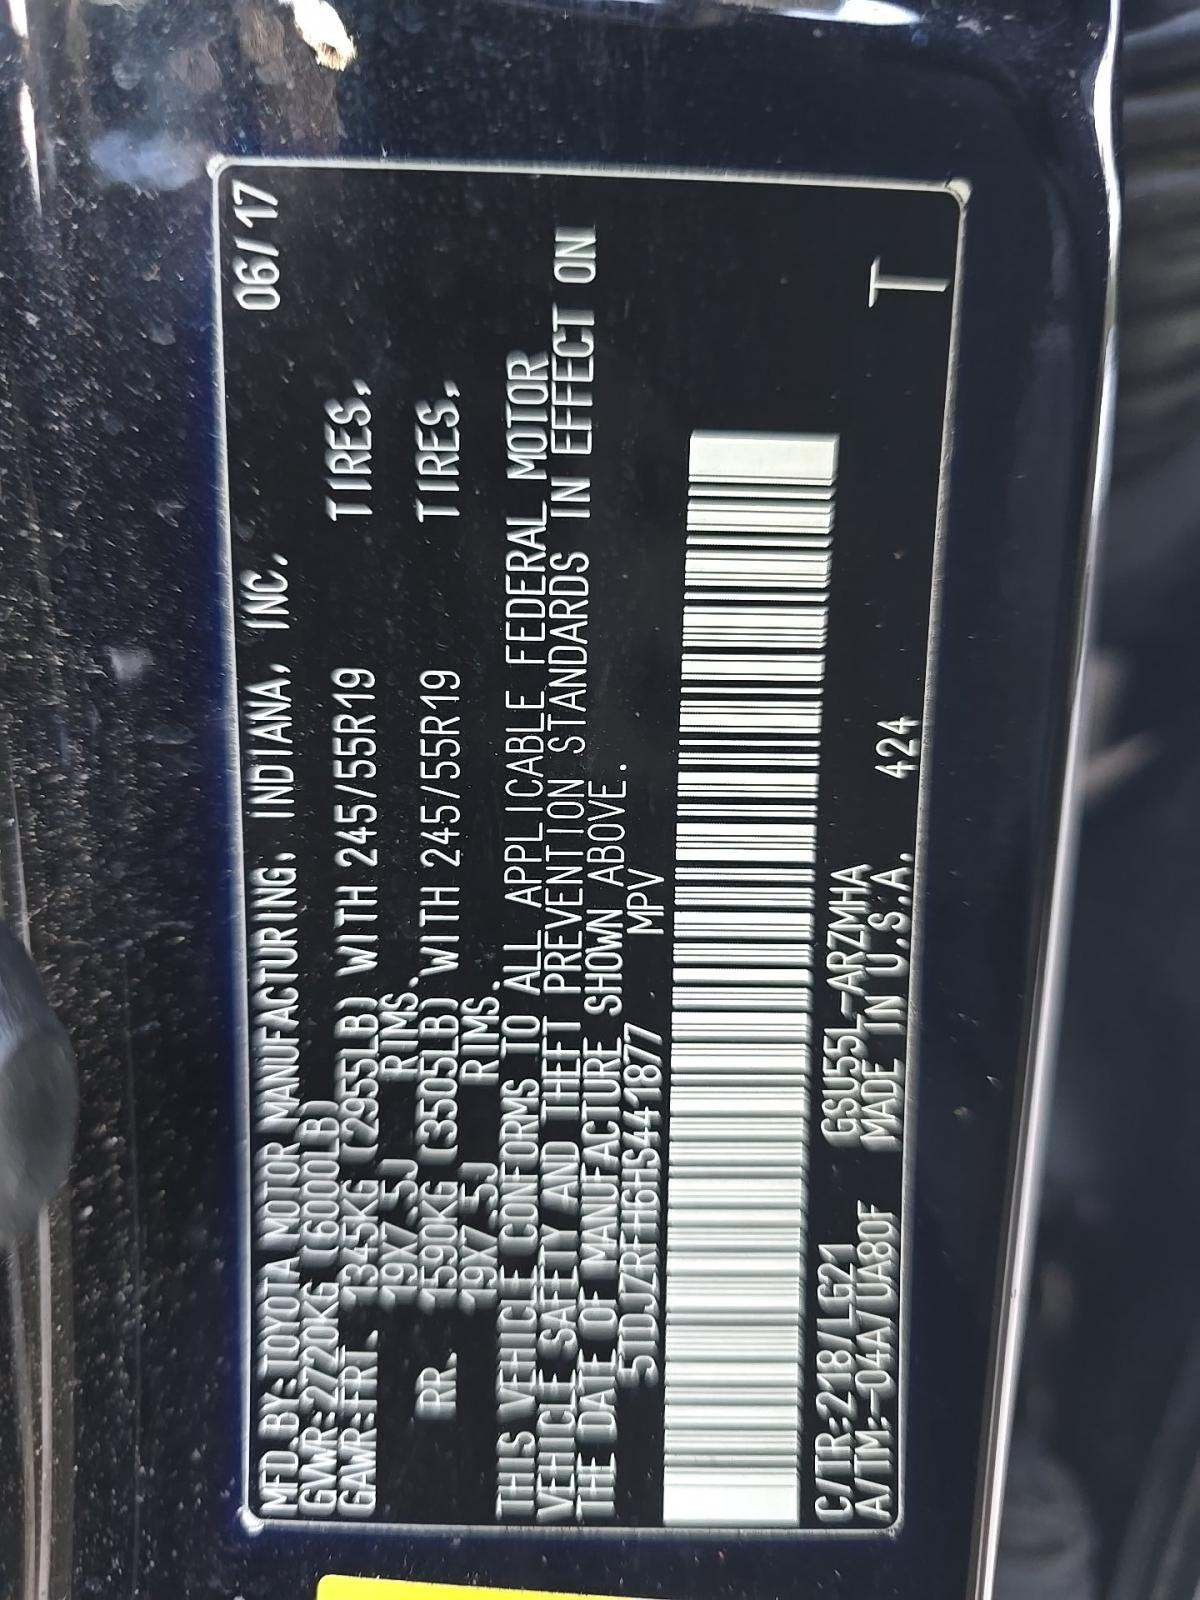 MFD.BY:TOYOTA MOTOR MANUFACTURING, INDIANA, INC. 06/17
GVWR:2720KG (6000LB)
GAWR:FRT. 1345KG (2955LB) WITH 245/55R19 TIRES,
19X7.5J RIMS.
RR. 1590KG (3505LB) WITH 245/55R19 TIRES,
19X7.5J RIMS.
THIS VEHICLE CONFORMS TO ALL APPLICABLE FEDERAL MOTOR
VEHICLE SAFETY AND THEFT PREVENTION STANDARDS IN EFFECT ON
THE DATE OF MANUFACTURE SHOWN ABOVE.
5TDJZRFH6HS441877 MPV
C/TR:218/LG21 GSU55L-ARZMHA
A/TM:-04A/UA80F MADE IN U.S.A. 424 T